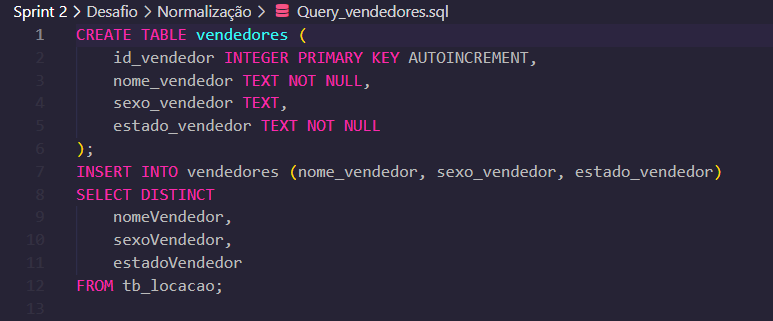 Sprint 2 > Desafio > Normalização > Query_vendedores.sql
1 CREATE TABLE vendedores (
2 id_vendedor INTEGER PRIMARY KEY AUTOINCREMENT,
3 nome_vendedor TEXT NOT NULL,
4 sexo_vendedor TEXT,
5 estado_vendedor TEXT NOT NULL
6 );
7 INSERT INTO vendedores (nome_vendedor, sexo_vendedor, estado_vendedor)
8 SELECT DISTINCT
9 nomeVendedor,
10 sexoVendedor,
11 estadoVendedor
12 FROM tb_locacao;
13